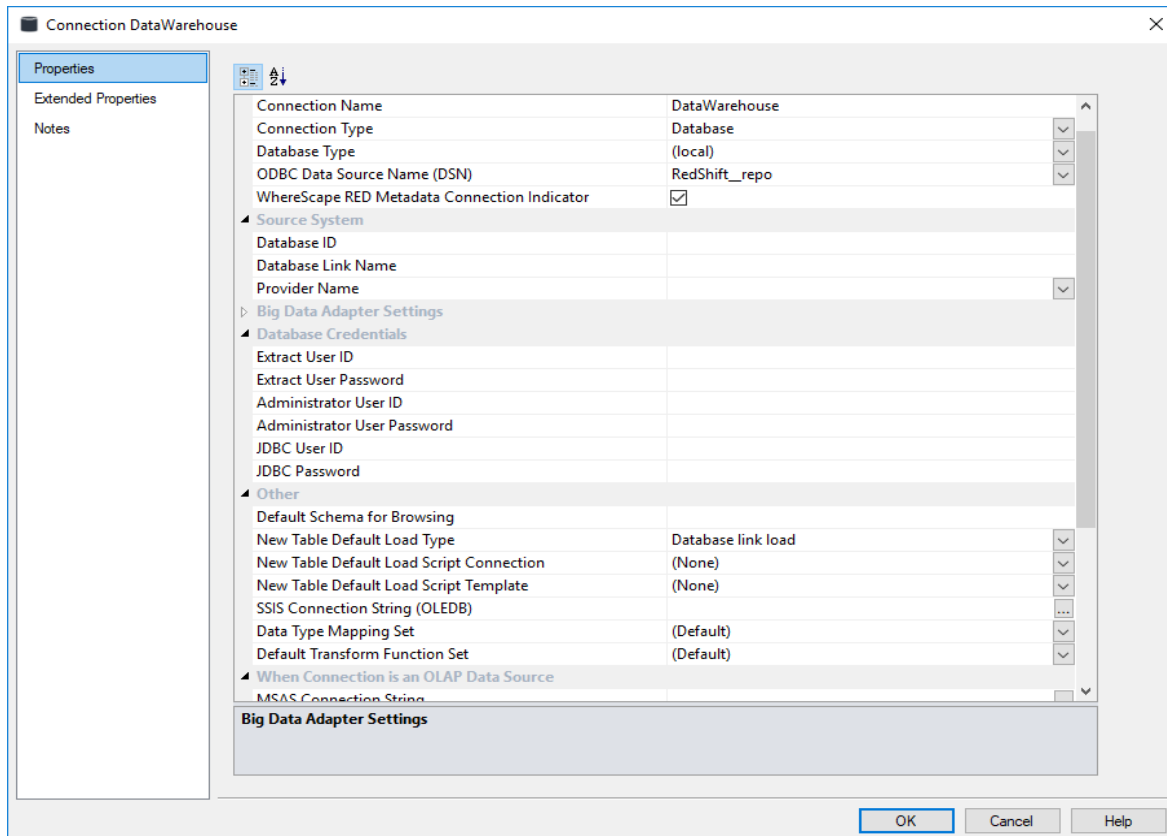 Connection DataWarehouse
Properties
Extended Properties
Notes
Connection Name DataWarehouse
Connection Type Database
Database Type (local)
ODBC Data Source Name (DSN) RedShift__repo
WhereScape RED Metadata Connection Indicator
Source System
Database ID
Database Link Name
Provider Name
Big Data Adapter Settings
Database Credentials
Extract User ID
Extract User Password
Administrator User ID
Administrator User Password
JDBC User ID
JDBC Password
Other
Default Schema for Browsing
New Table Default Load Type Database link load
New Table Default Load Script Connection (None)
New Table Default Load Script Template (None)
SSIS Connection String (OLEDB) ...
Data Type Mapping Set (Default)
Default Transform Function Set (Default)
When Connection is an OLAP Data Source
MSAS Connection String
Big Data Adapter Settings
OK Cancel Help